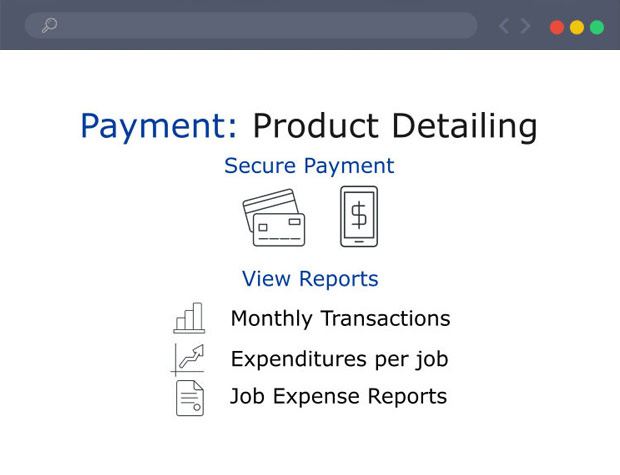 Payment: Product Detailing
Secure Payment
$
View Reports
Monthly Transactions
Expenditures per job
Job Expense Reports